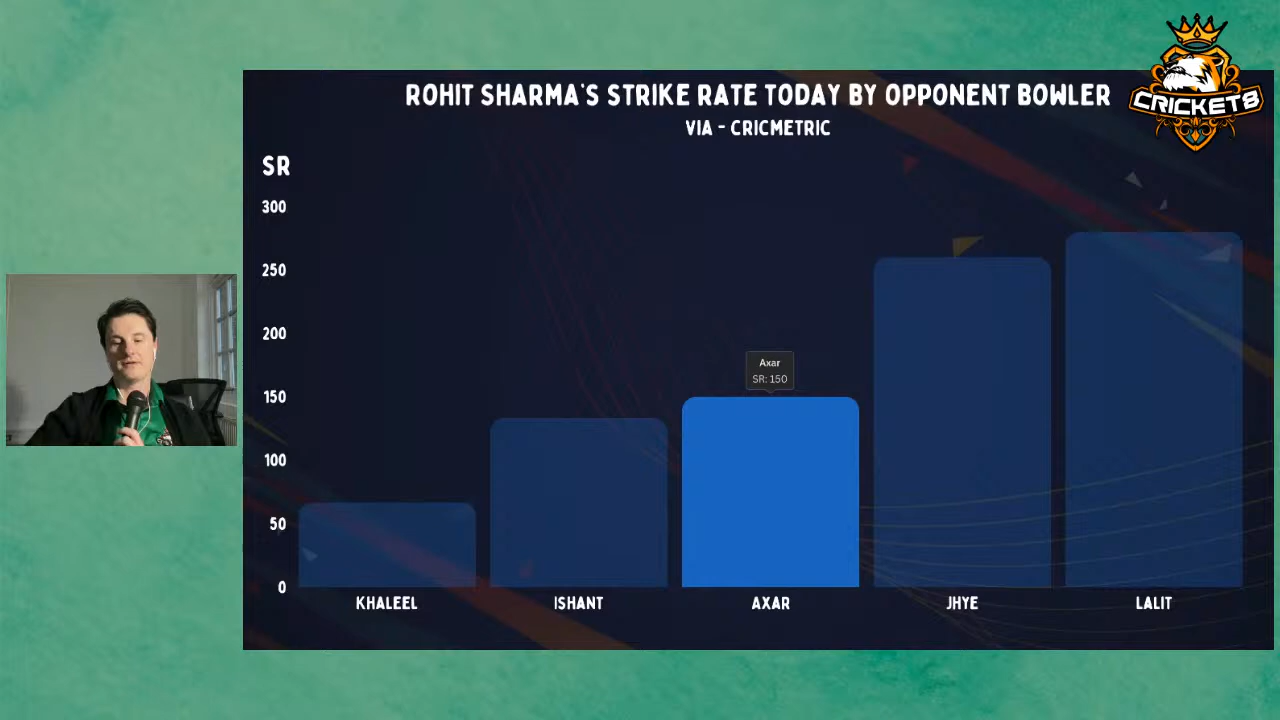 ROHIT SHARMA'S STRIKE RATE TODAY BY OPPONENT BOWLER
VIA - CRICMETRIC
CRICKET8
SR
300
250
200
150
100
50
0
Axar
SR: 150
KHALEEL
ISHANT
AXAR
JHYE
LALIT